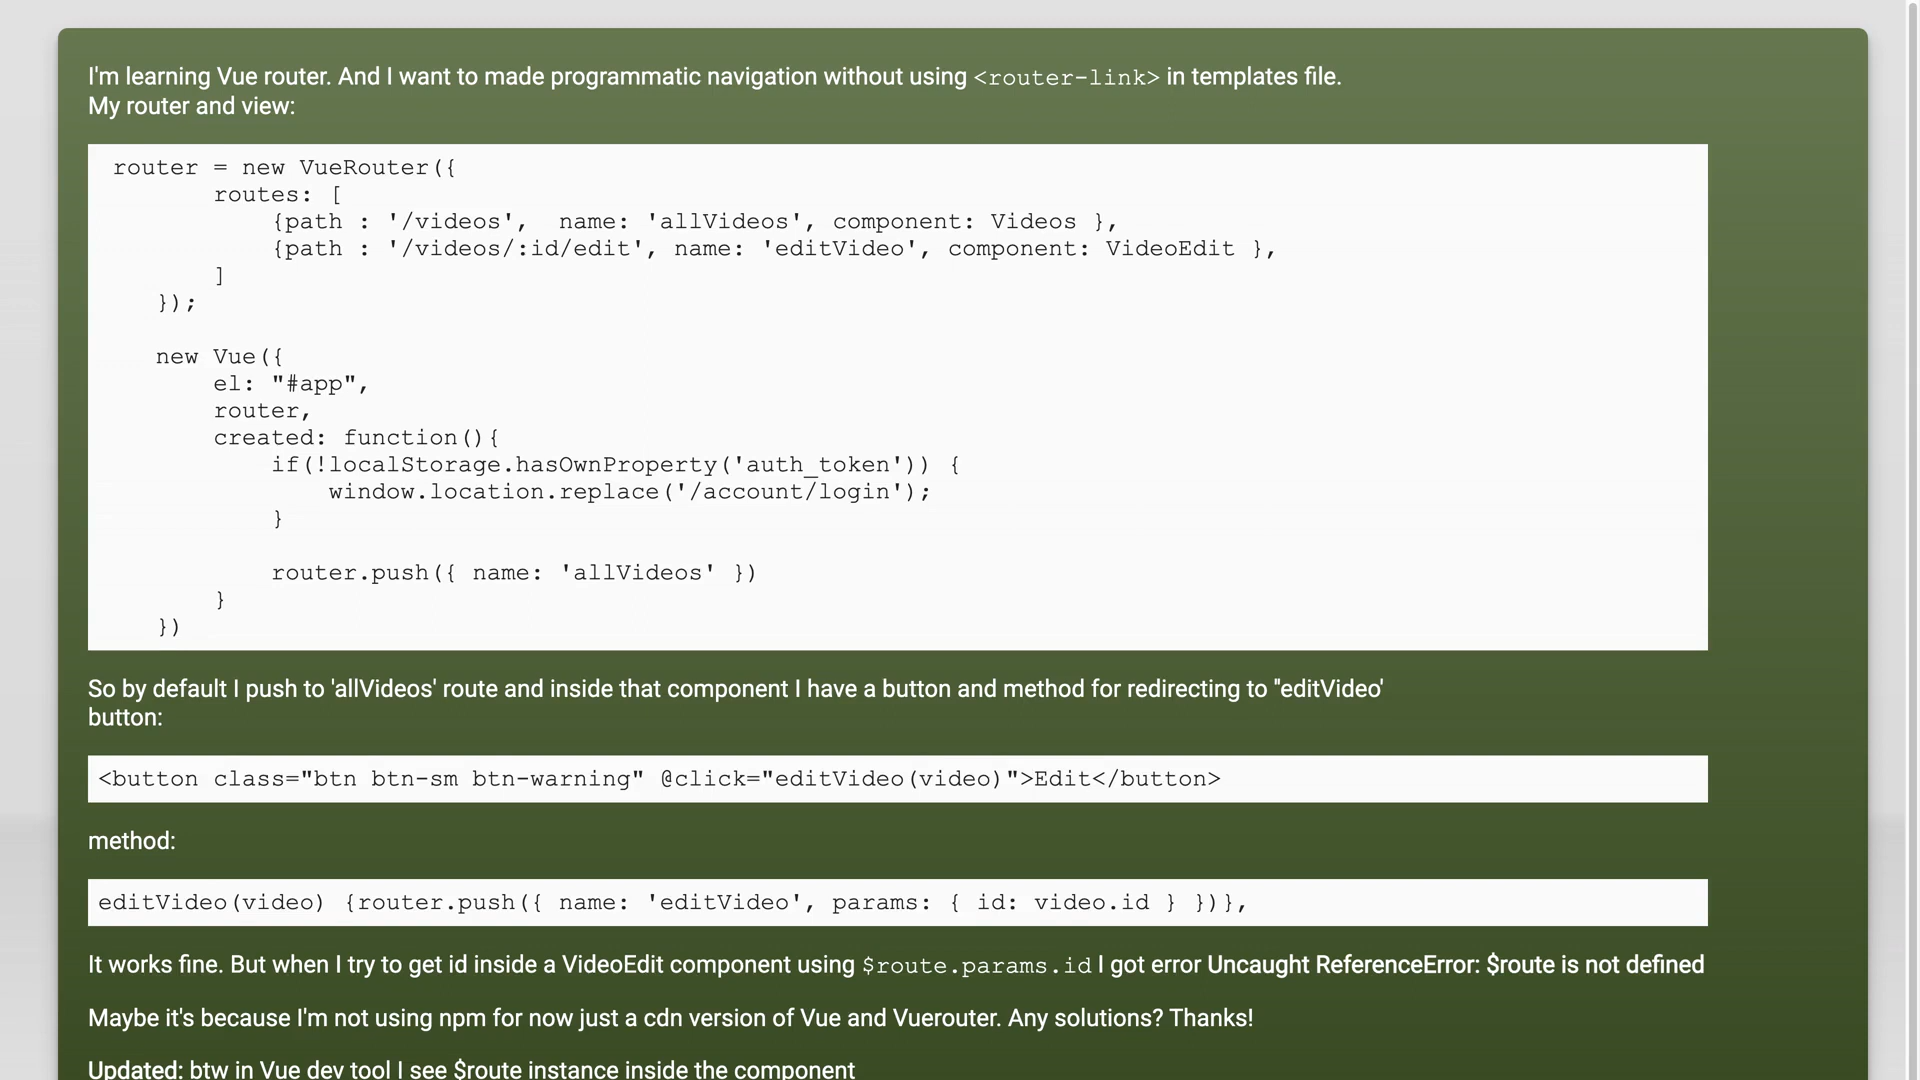 I'm learning Vue router. And I want to made programmatic navigation without using <router-link> in templates file.
My router and view:
router = new VueRouter({
routes: [
{path : '/videos',  name: 'allVideos', component: Videos },
{path : '/videos/:id/edit', name: 'editVideo', component: VideoEdit },
]
});
new Vue({
el: "#app",
router,
created: function(){
if(!localStorage.hasOwnProperty('auth_token')) {
window.location.replace('/account/login');
}
router.push({ name: 'allVideos' })
}
})
So by default I push to 'allVideos' route and inside that component I have a button and method for redirecting to ''editVideo'
button:
<button class="btn btn-sm btn-warning" @click="editVideo(video)">Edit</button>
method:
editVideo(video) {router.push({ name: 'editVideo', params: { id: video.id } })},
It works fine. But when I try to get id inside a VideoEdit component using $route.params.id I got error Uncaught ReferenceError: $route is not defined
Maybe it's because I'm not using npm for now just a cdn version of Vue and Vuerouter. Any solutions? Thanks!
Updated: btw in Vue dev tool I see $route instance inside the component